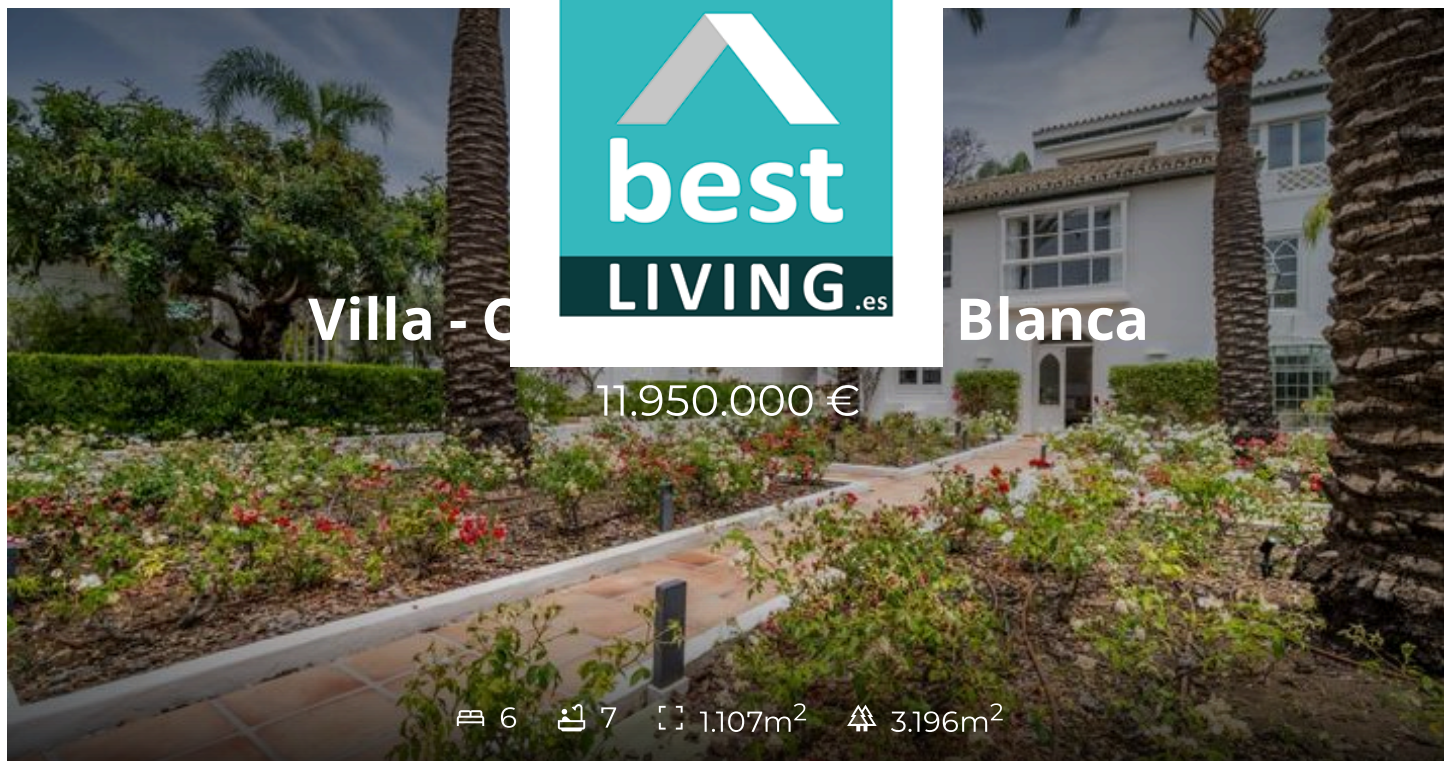 best
LIVING.es
Villa - Blanca
11.950.000 €
6 7 1.107m² 3.196m²